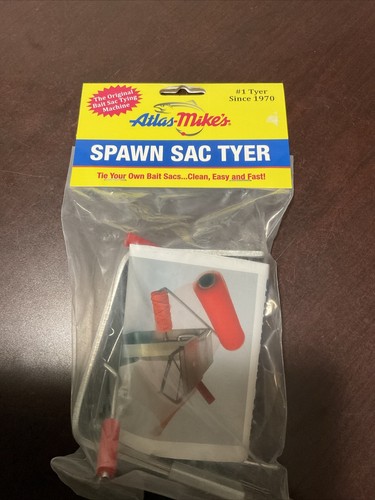 The Original
Bait Sac Tying
Machine
#1 Tyer
Since 1970
Atlas-Mike's.
SPAWN SAC TYER
Tie Your Own Bait Sacs...Clean, Easy and Fast!